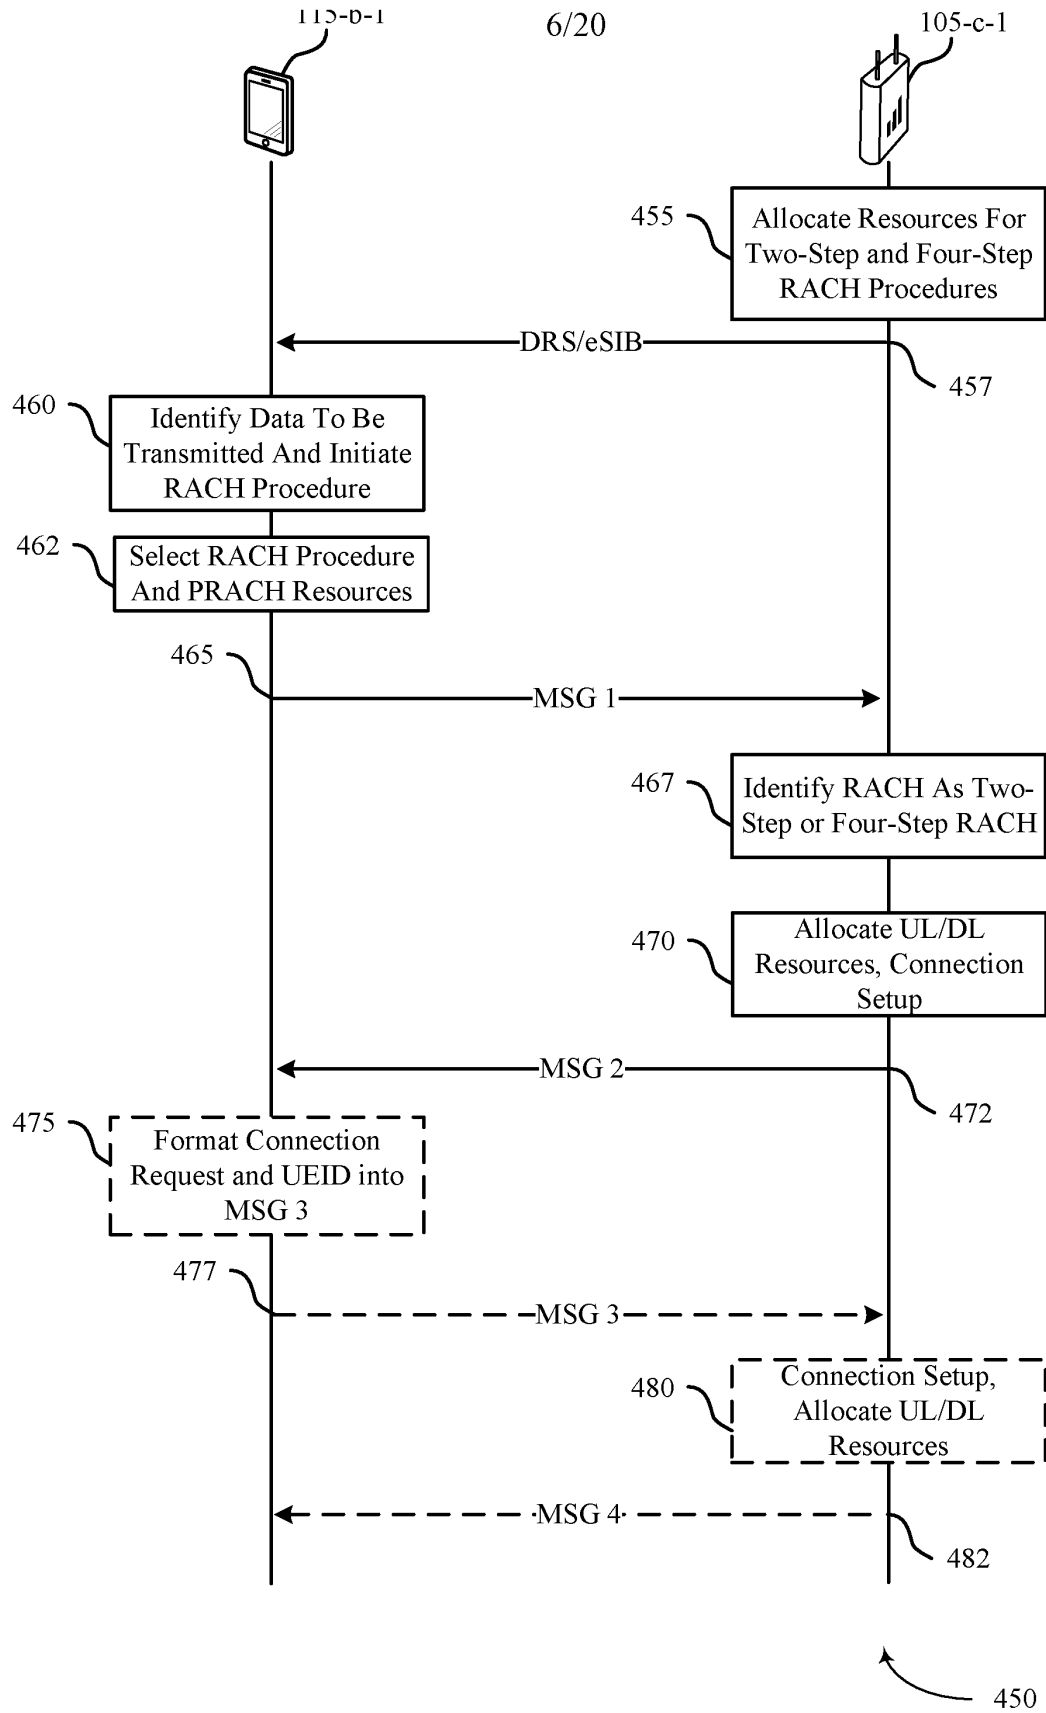 115-b-1
6/20
105-c-1
455
Allocate Resources For
Two-Step and Four-Step
RACH Procedures
DRS/eSIB
457
460
Identify Data To Be
Transmitted And Initiate
RACH Procedure
462
Select RACH Procedure
And PRACH Resources
465
MSG 1
467
Identify RACH As Two-
Step or Four-Step RACH
470
Allocate UL/DL
Resources, Connection
Setup
MSG 2
472
475
Format Connection
Request and UEID into
MSG 3
477
MSG 3
480
Connection Setup,
Allocate UL/DL
Resources
MSG 4
482
450